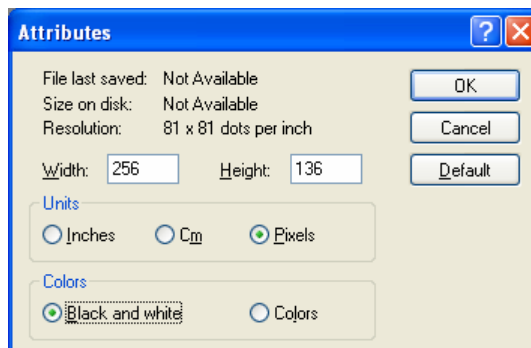 Attributes
File last saved: Not Available
Size on disk: Not Available
Resolution: 81 x 81 dots per inch
Width: 256 Height: 136
Units
Inches Cm Pixels
Colors
Black and white Colors
OK
Cancel
Default